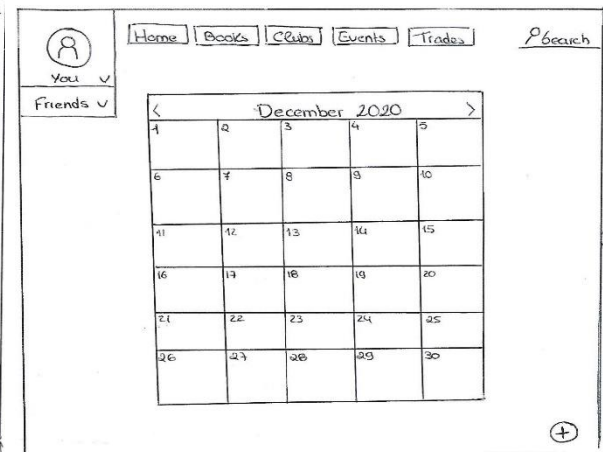 Home Books Clubs Events Trades Search
You
Friends
< December 2020 >
1 2 3 4 5
6 7 8 9 10
11 12 13 14 15
16 17 18 19 20
21 22 23 24 25
26 27 28 29 30
+